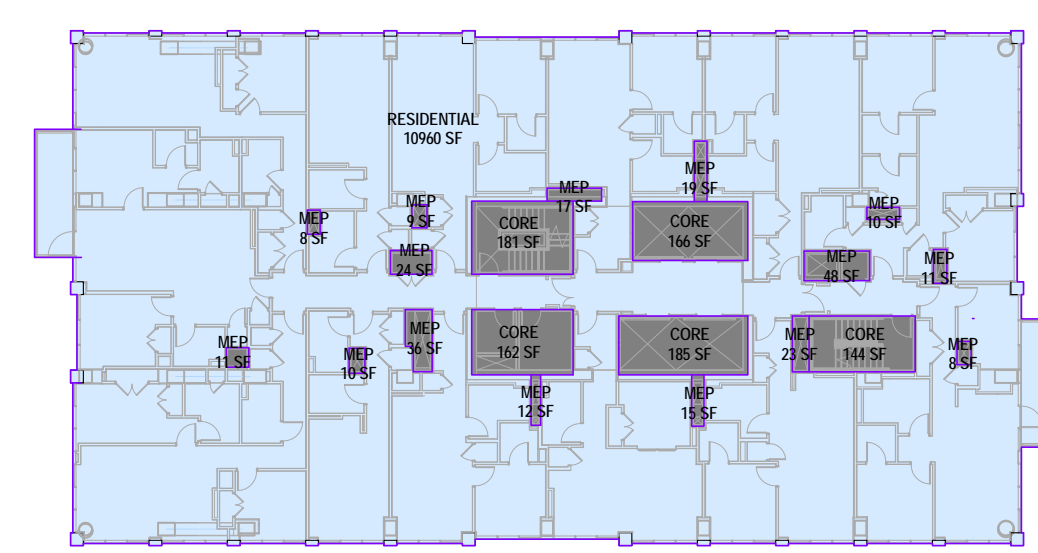 RESIDENTIAL
10960 SF
MEP
19 SF
MEP
17 SF
MEP
9 SF
MEP
8 SF
CORE
181 SF
CORE
166 SF
MEP
10 SF
MEP
24 SF
MEP
48 SF
MEP
11 SF
MEP
11 SF
MEP
10 SF
MEP
36 SF
CORE
162 SF
CORE
185 SF
MEP
23 SF
CORE
144 SF
MEP
8 SF
MEP
12 SF
MEP
15 SF